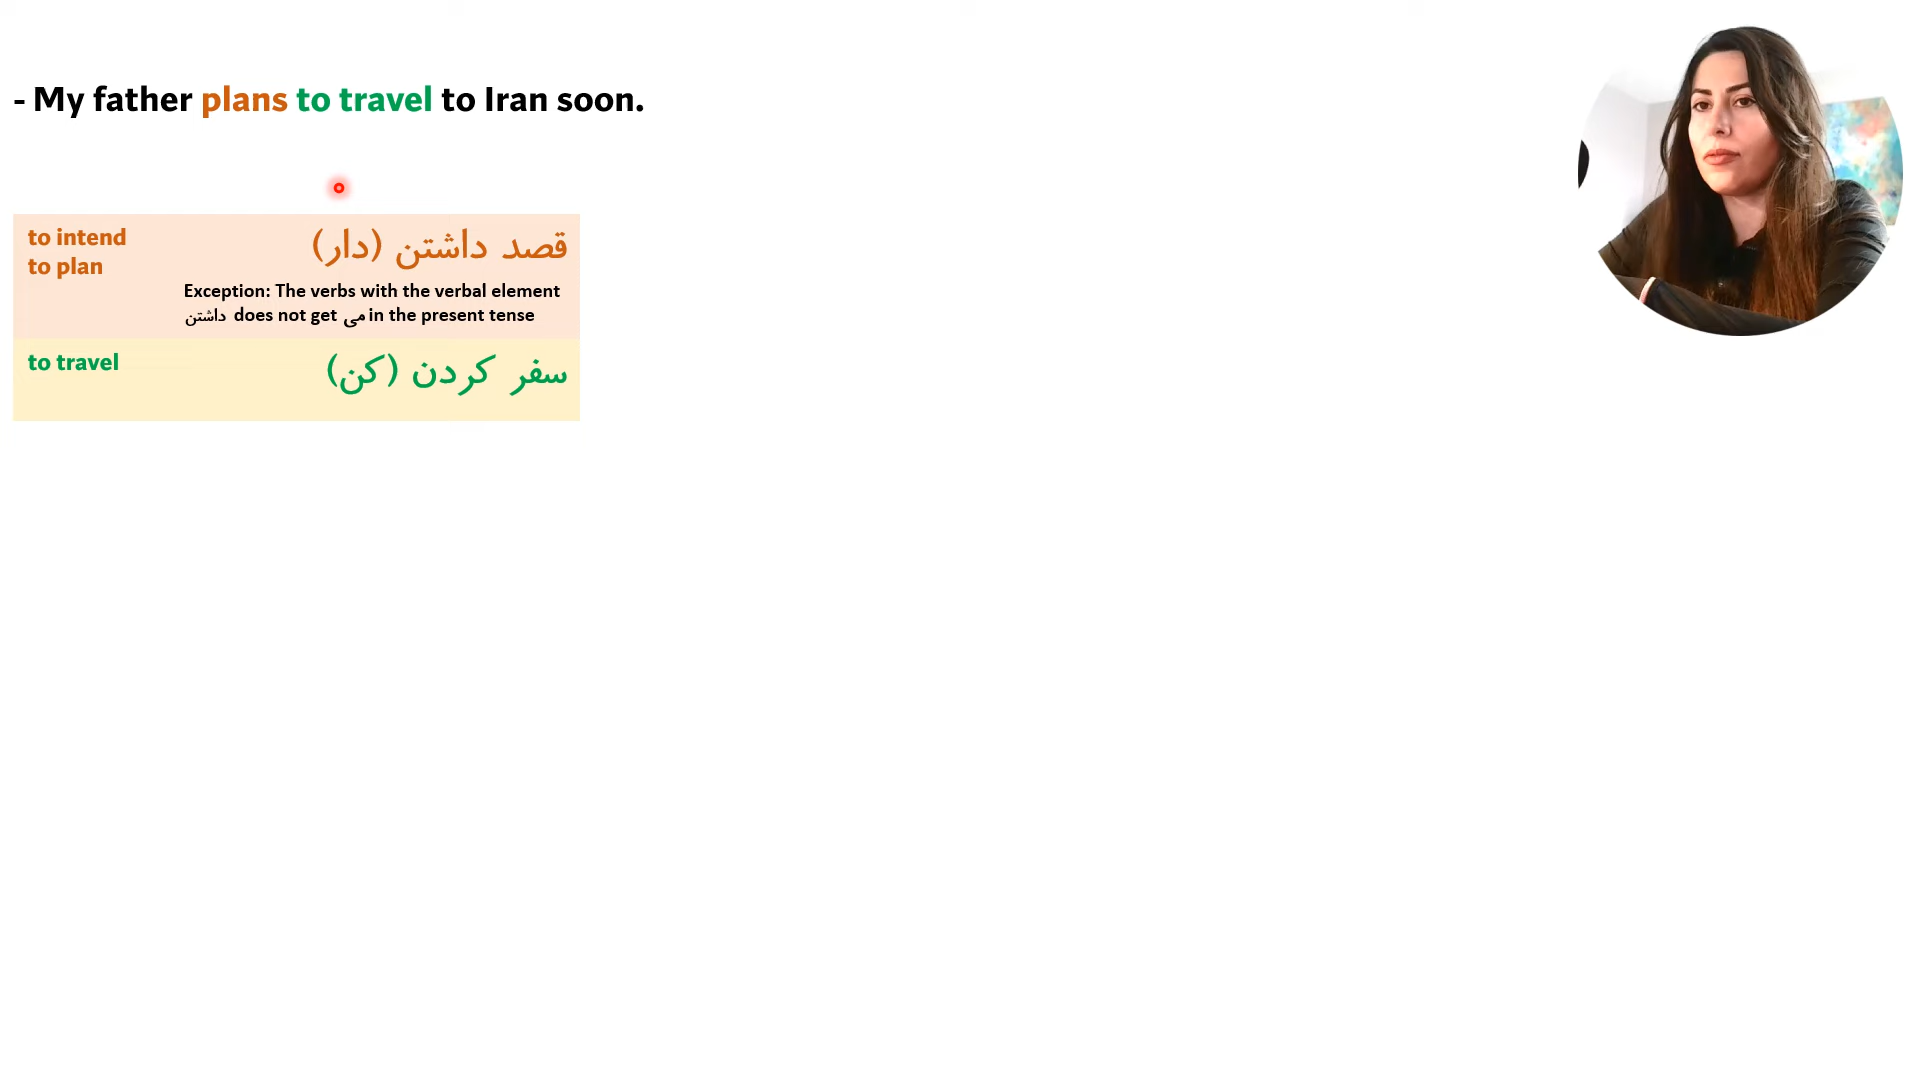 - My father plans to travel to Iran soon.
to intend
to plan
قصد داشتن (دار)
Exception: The verbs with the verbal element
داشتن does not get می in the present tense
to travel
سفر کردن (کن)